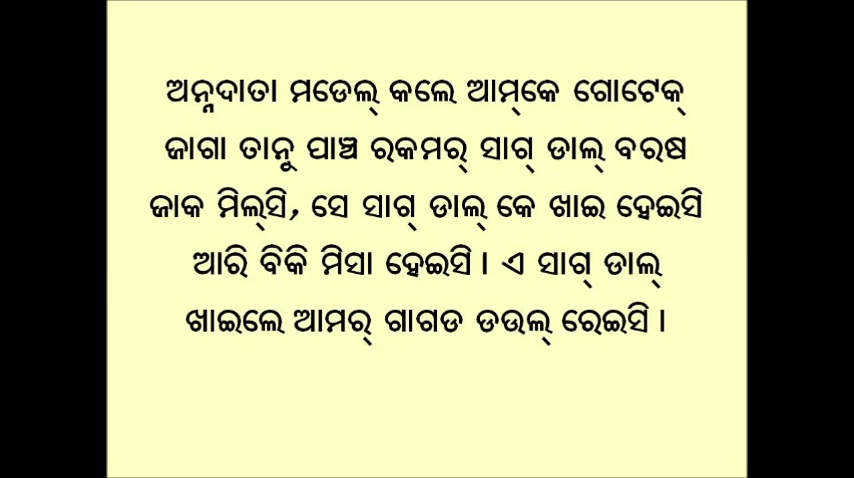 ଅନ୍ନଦାତା ମଡେଲ୍ କଲେ ଆମ୍‌କେ ଗୋଟେକ୍
ଜାଗା ତାନୁ ପାଞ୍ଚ ରକମର୍ ସାଗ୍ ଡାଲ୍ ବରଷ
ଜାକ ମିଲ୍‌ସି, ସେ ସାଗ୍ ଡାଲ୍ କେ ଖାଇ ହେଇସି
ଆରି ବିକି ମିସା ହେଇସି । ଏ ସାଗ୍ ଡାଲ୍
ଖାଇଲେ ଆମର୍ ଗାଗଡ ଡଉଲ୍ ରେଇସି ।